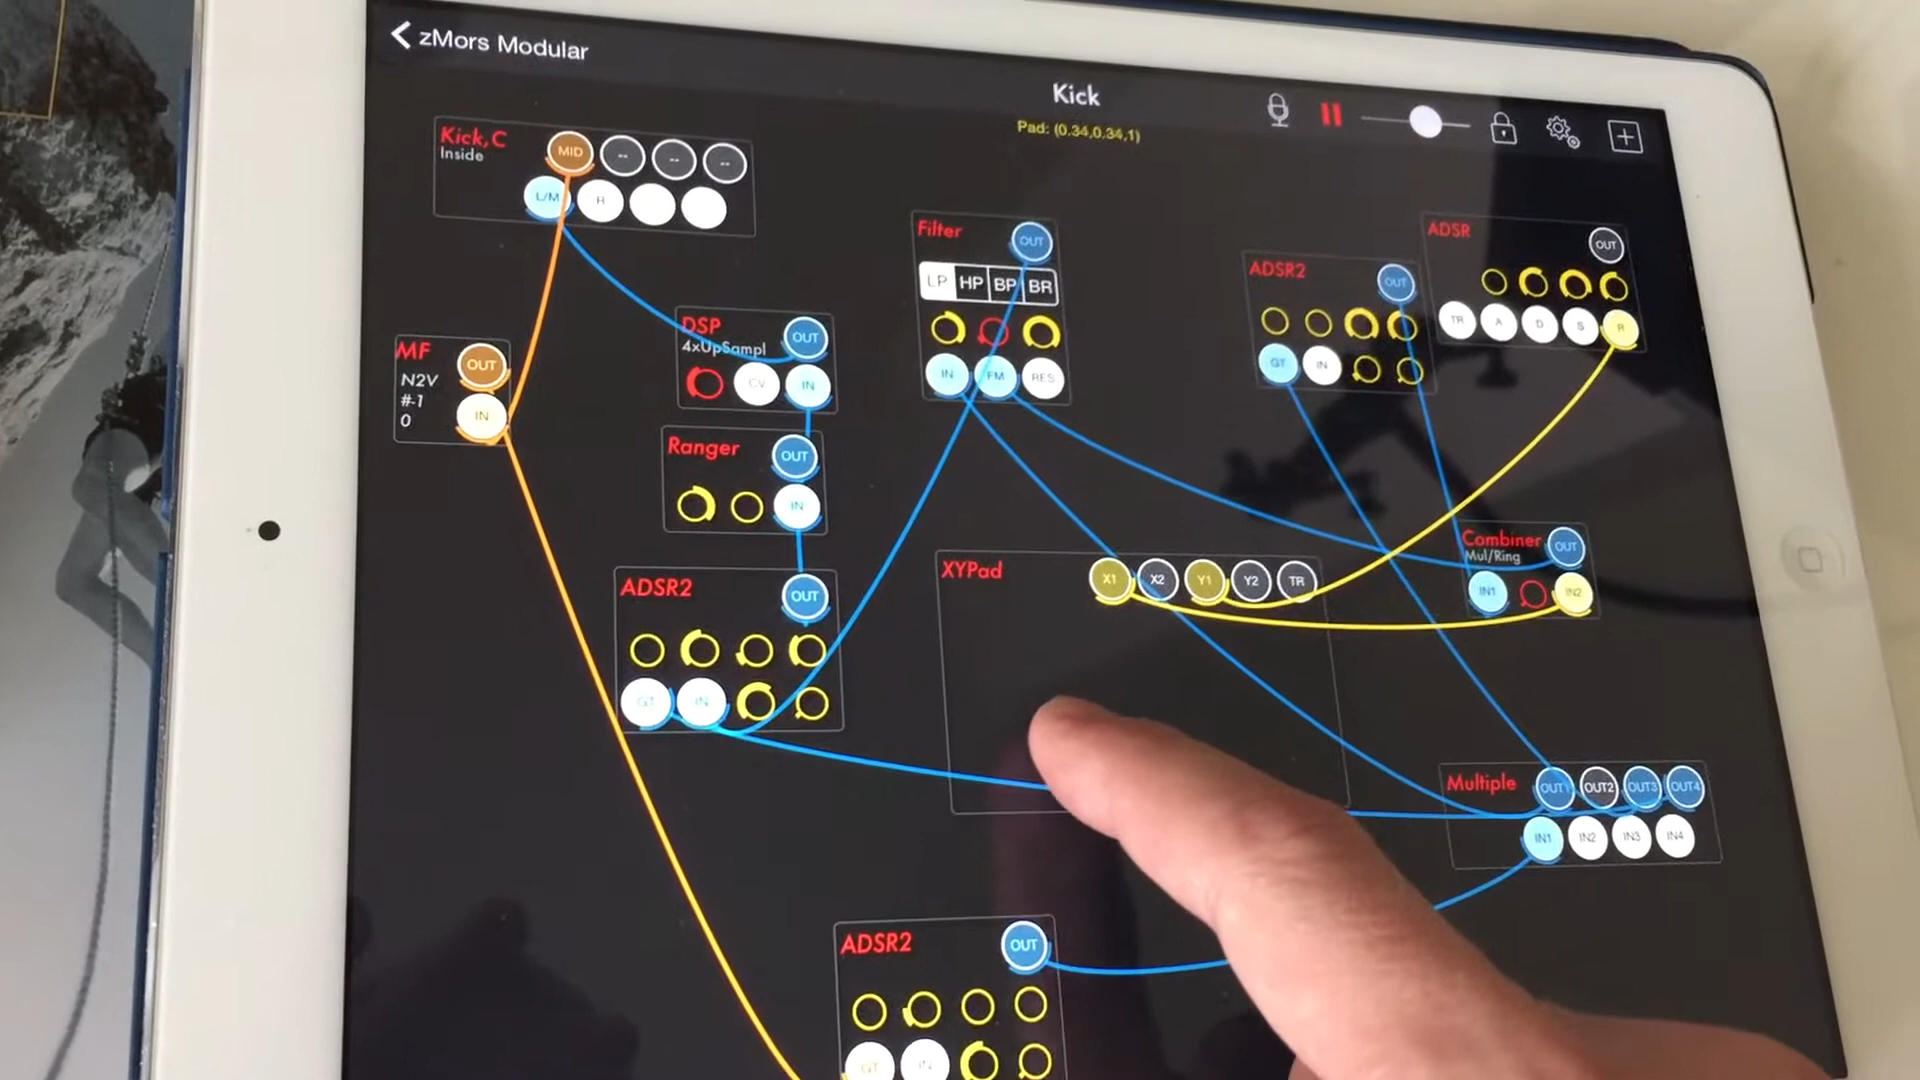 zMors Modular
Kick
Pad: (0.34,0.34,1)
Kick,C
Inside
MID
--
--
--
L/M
R
MF
OUT
N2V
#-1
0
IN
DSP
4xUpSampl
OUT
CV
IN
Ranger
OUT
IN
ADSR2
OUT
GT
IN
Filter
OUT
LP
HP
BP
BR
IN
FM
RES
ADSR2
OUT
GT
IN
ADSR
OUT
TR
A
D
S
R
XYPad
X1
X2
Y1
Y2
TR
Combiner
Mul/Ring
OUT
IN1
IN2
Multiple
OUT1
OUT2
OUT3
OUT4
IN1
IN2
IN3
IN4
ADSR2
OUT
GT
IN